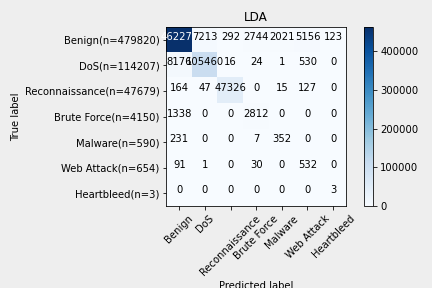 LDA
Benign(n=479820) 6227 7213 292 2744 2021 5156 123
DoS(n=114207) 8176 105460 16 24 1 530 0
Reconnaissance(n=47679) 164 47 47326 0 15 127 0
Brute Force(n=4150) 1338 0 0 2812 0 0 0
Malware(n=590) 231 0 0 7 352 0 0
Web Attack(n=654) 91 1 0 30 0 532 0
Heartbleed(n=3) 0 0 0 0 0 0 3
True label
Benign
DoS
Reconnaissance
Brute Force
Malware
Web Attack
Heartbleed
Predicted label
400000
300000
200000
100000
0